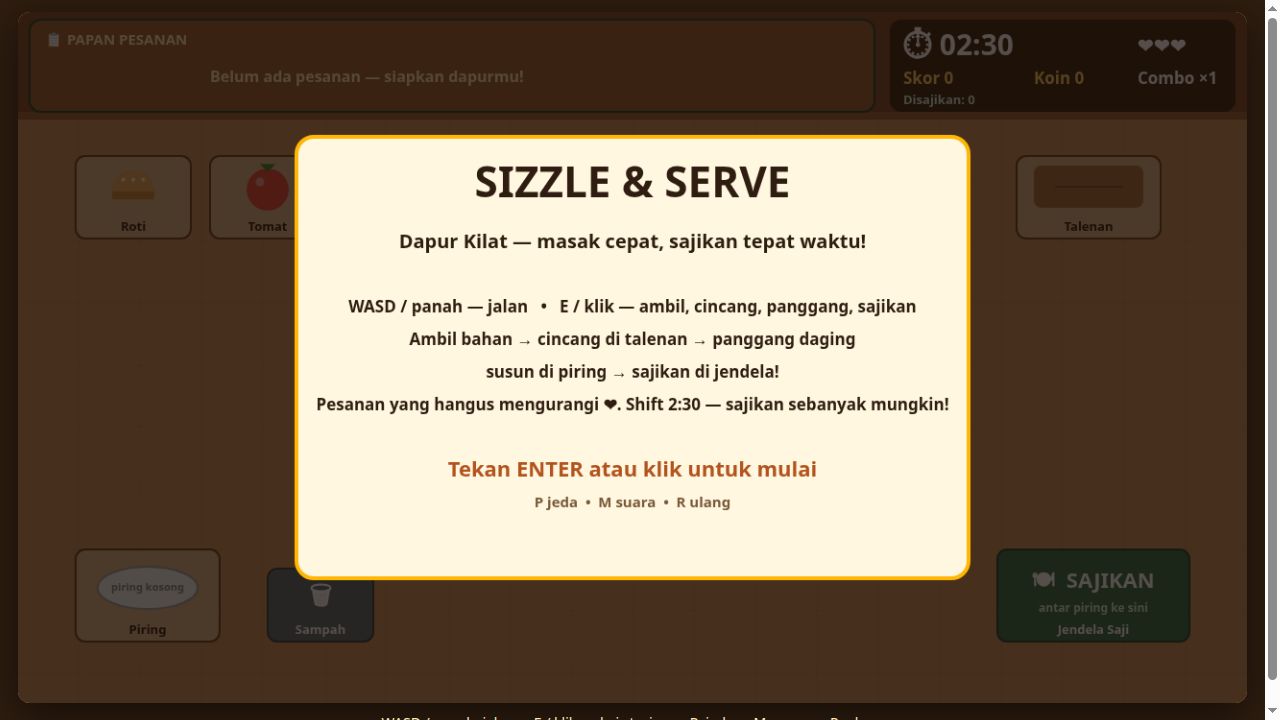 📋 PAPAN PESANAN
Belum ada pesanan — siapkan dapurmu!
⏱ 02:30 ❤❤❤
Skor 0 Koin 0 Combo ×1
Disajikan: 0
Roti
Tomat
Talenan
SIZZLE & SERVE
Dapur Kilat — masak cepat, sajikan tepat waktu!
WASD / panah — jalan • E / klik — ambil, cincang, panggang, sajikan
Ambil bahan → cincang di talenan → panggang daging
susun di piring → sajikan di jendela!
Pesanan yang hangus mengurangi ❤. Shift 2:30 — sajikan sebanyak mungkin!
Tekan ENTER atau klik untuk mulai
P jeda • M suara • R ulang
piring kosong
Piring
Sampah
🍽 SAJIKAN
antar piring ke sini
Jendela Saji